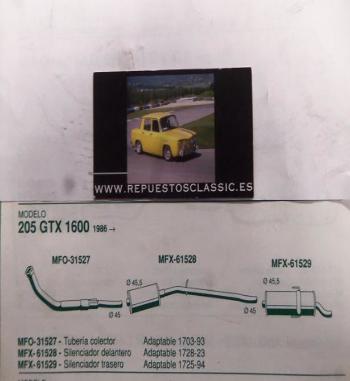 WWW.REPUESTOSCLASSIC.ES
MODELO
205 GTX 1600 1986 →
MFO-31527
MFX-61528
MFX-61529
Ø 45,5
Ø 45,5
Ø 45
Ø 45
MFO-31527 - Tubería colector Adaptable 1703-93
MFX-61528 - Silenciador delantero Adaptable 1728-23
MFX-61529 - Silenciador trasero Adaptable 1725-94